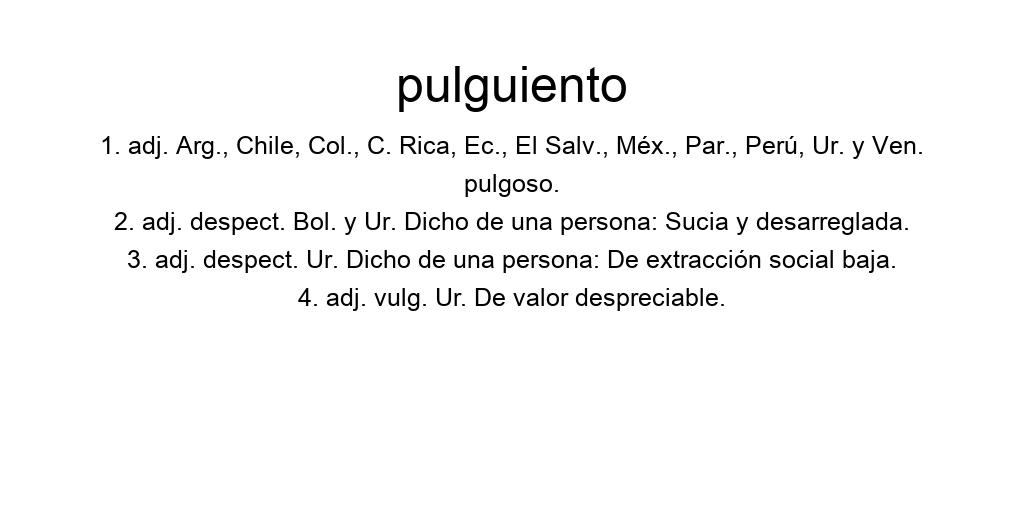 pulguiento
1. adj. Arg., Chile, Col., C. Rica, Ec., El Salv., Méx., Par., Perú, Ur. y Ven.
pulgoso.
2. adj. despect. Bol. y Ur. Dicho de una persona: Sucia y desarreglada.
3. adj. despect. Ur. Dicho de una persona: De extracción social baja.
4. adj. vulg. Ur. De valor despreciable.